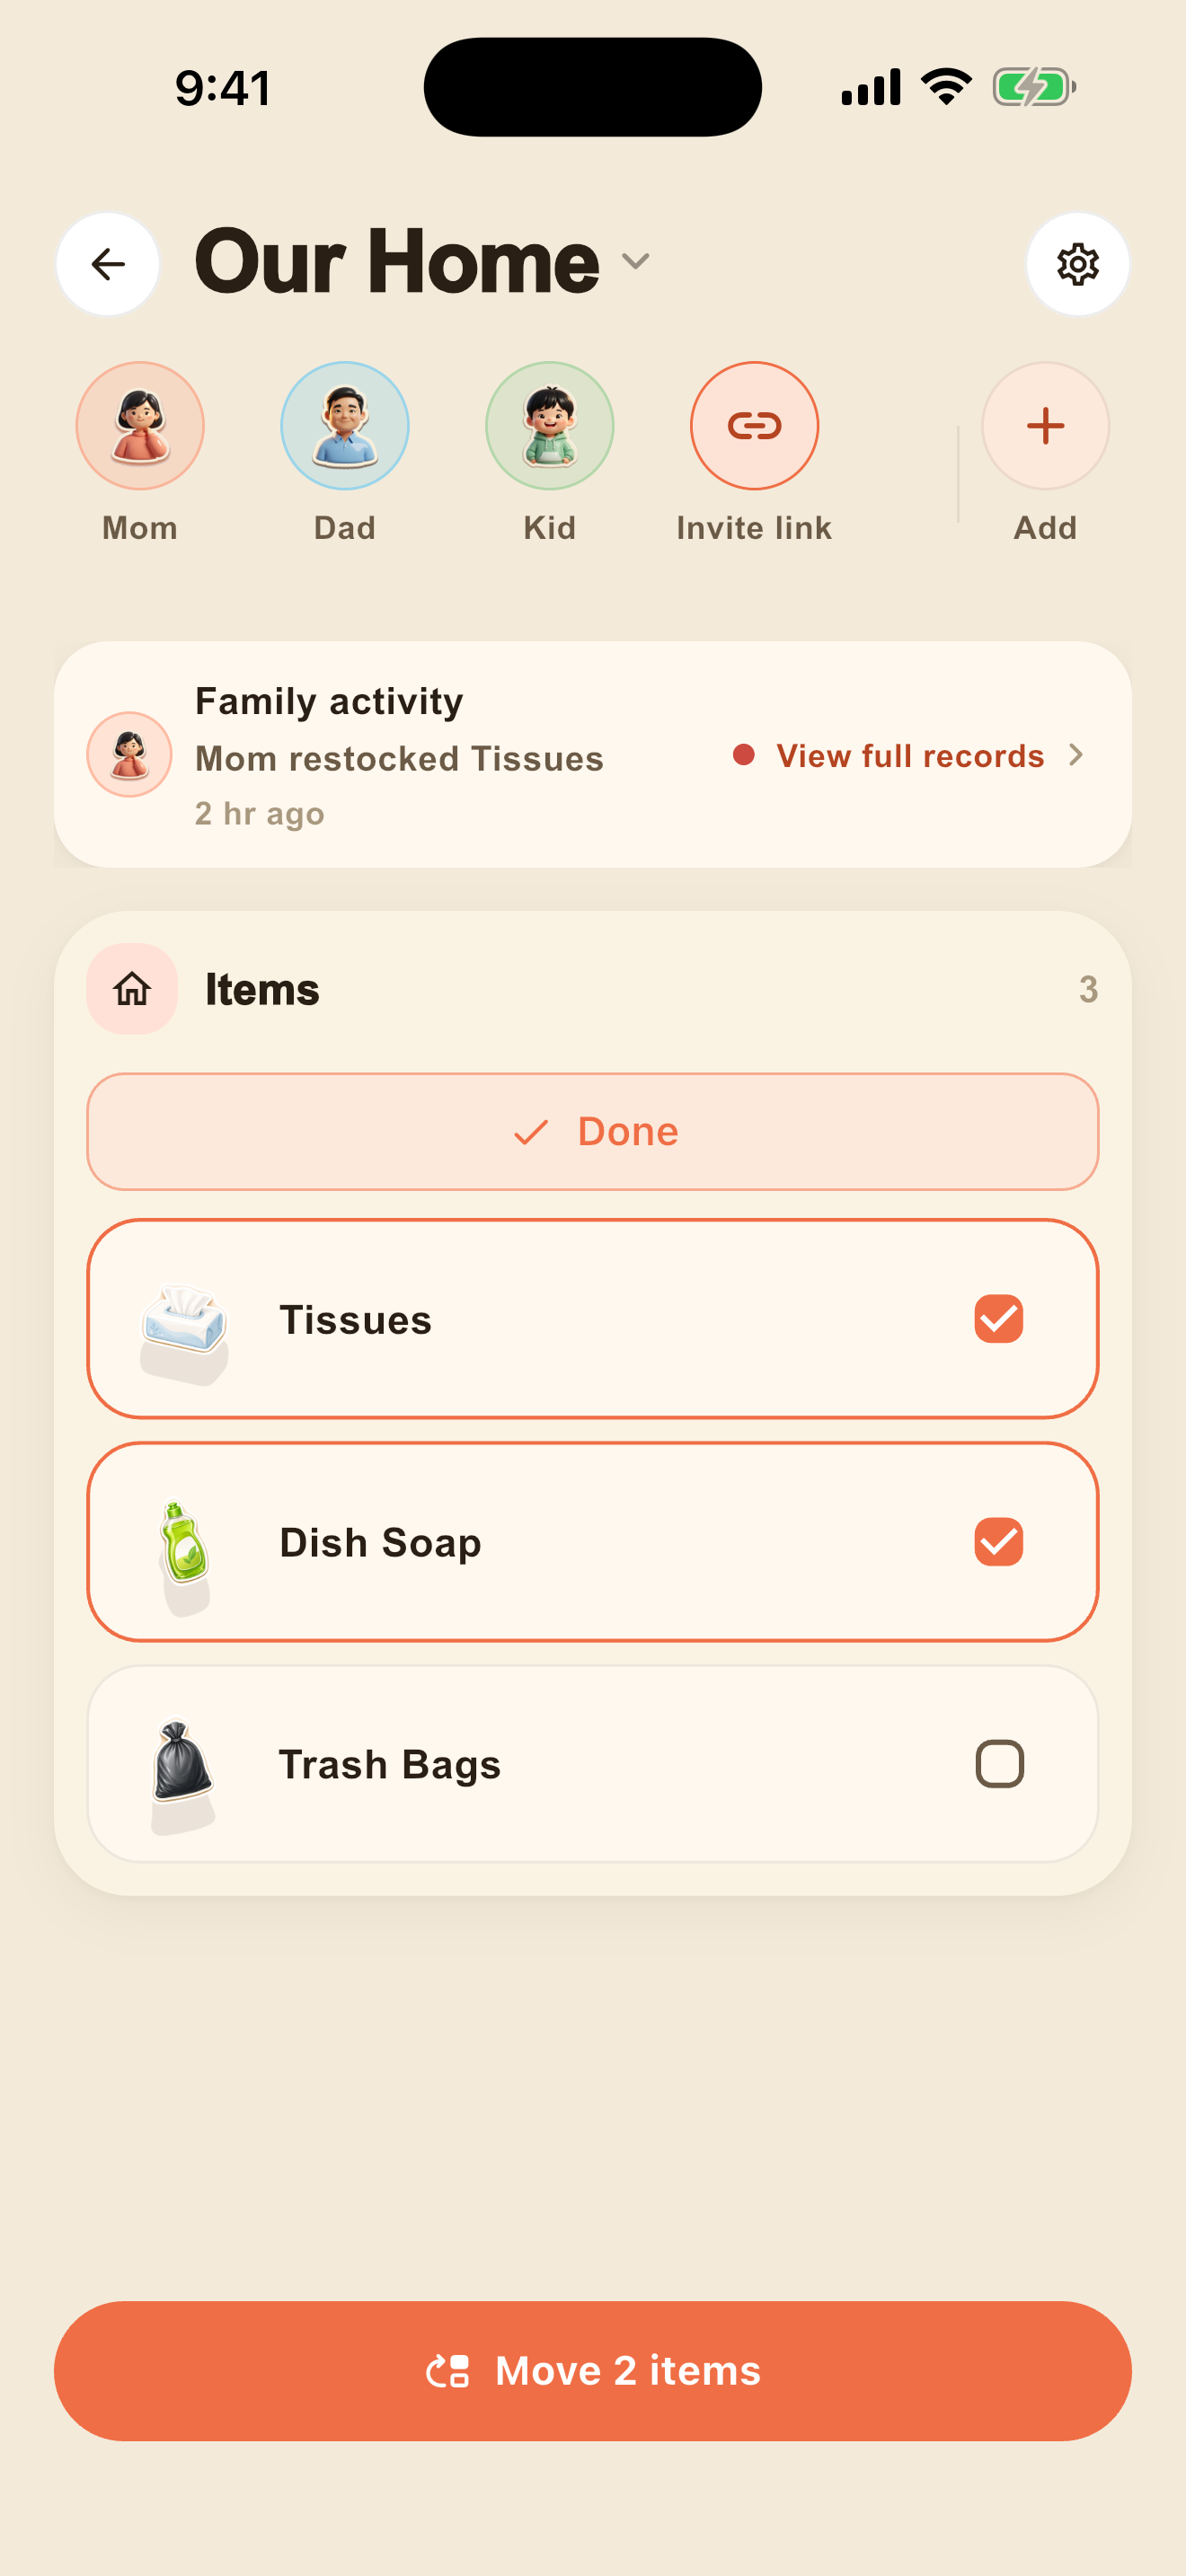 9:41
Our Home
Mom
Dad
Kid
Invite link
Add
Family activity
Mom restocked Tissues
2 hr ago
View full records
Items
3
Done
Tissues
Dish Soap
Trash Bags
Move 2 items